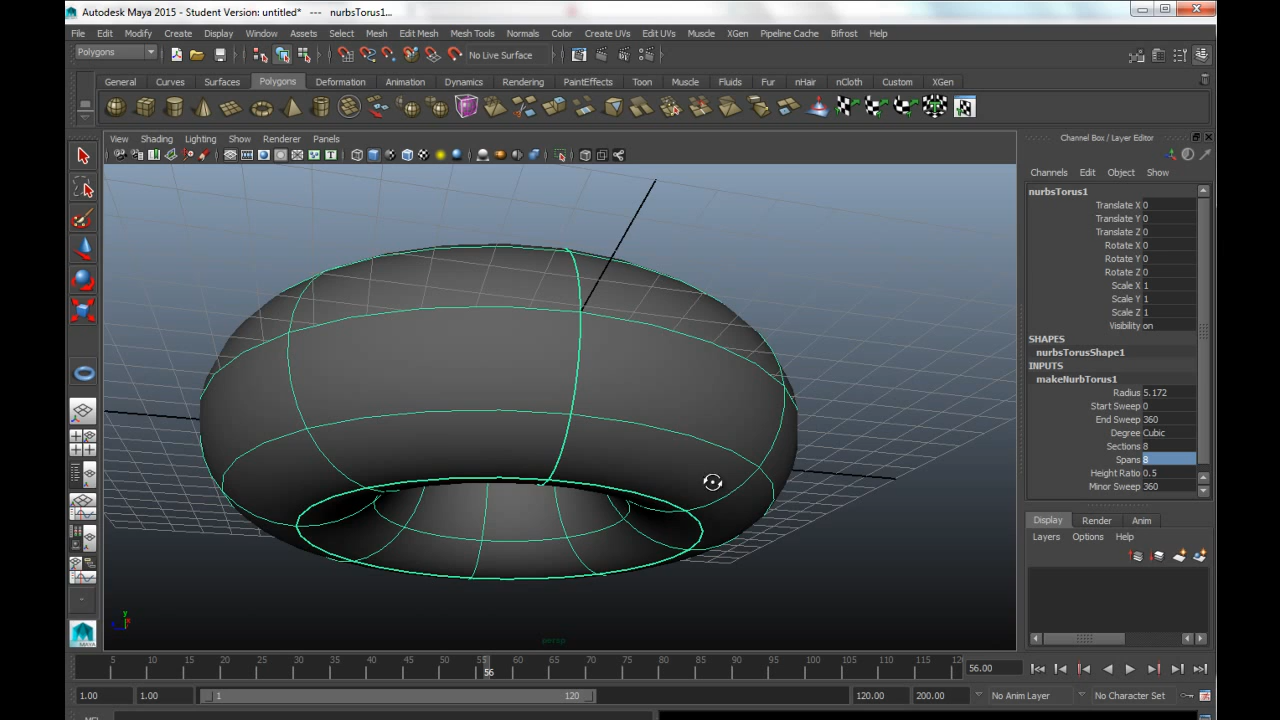 Autodesk Maya 2015 - Student Version: untitled* --- nurbsTorus1...
File Edit Modify Create Display Window Assets Select Mesh Edit Mesh Mesh Tools Normals Color Create UVs Edit UVs Muscle XGen Pipeline Cache Bifrost Help
Polygons No Live Surface
General Curves Surfaces Polygons Deformation Animation Dynamics Rendering PaintEffects Toon Muscle Fluids Fur nHair nCloth Custom XGen
View Shading Lighting Show Renderer Panels
Channel Box / Layer Editor
Channels Edit Object Show
nurbsTorus1
Translate X 0
Translate Y 0
Translate Z 0
Rotate X 0
Rotate Y 0
Rotate Z 0
Scale X 1
Scale Y 1
Scale Z 1
Visibility on
SHAPES
nurbsTorusShape1
INPUTS
makeNurbTorus1
Radius 5.172
Start Sweep 0
End Sweep 360
Degree Cubic
Sections 8
Spans 8
Height Ratio 0.5
Minor Sweep 360
Display Render Anim
Layers Options Help
y
x
persp
MAYA
5 10 15 20 25 30 35 40 45 50 55 60 65 70 75 80 85 90 95 100 105 110 115 12
56
56.00
1.00 1.00 1 120 120.00 200.00 No Anim Layer No Character Set
MEL